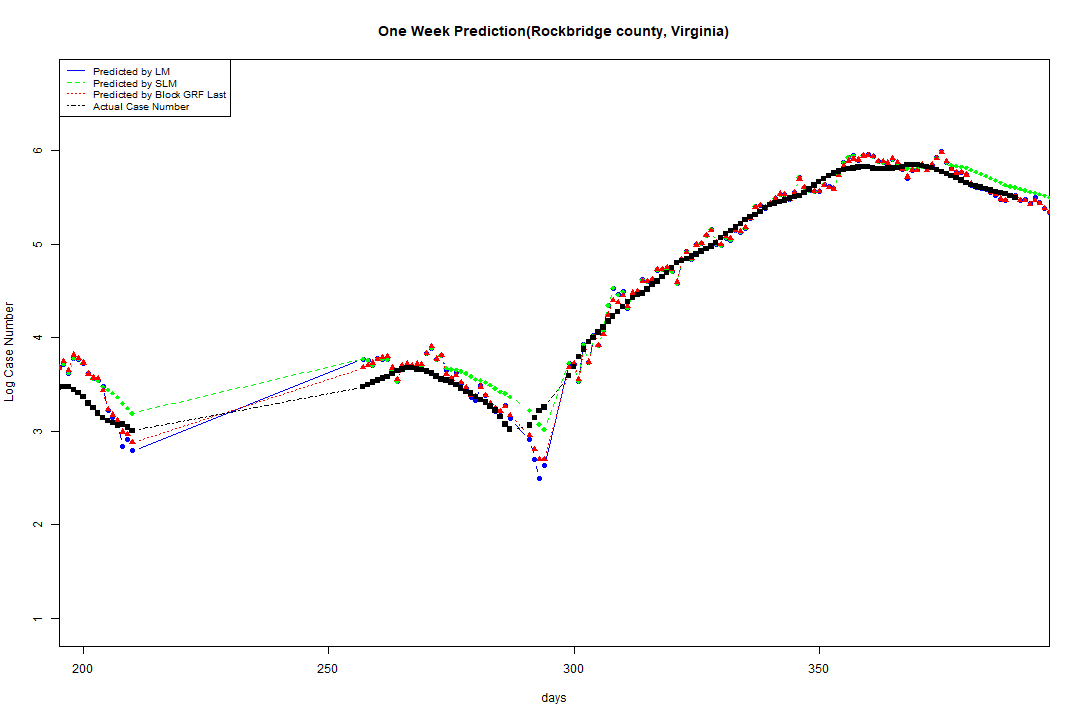 One Week Prediction(Rockbridge county, Virginia)
Predicted by LM
Predicted by SLM
Predicted by Block GRF Last
Actual Case Number
6
5
4
3
2
1
Log Case Number
200 250 300 350
days